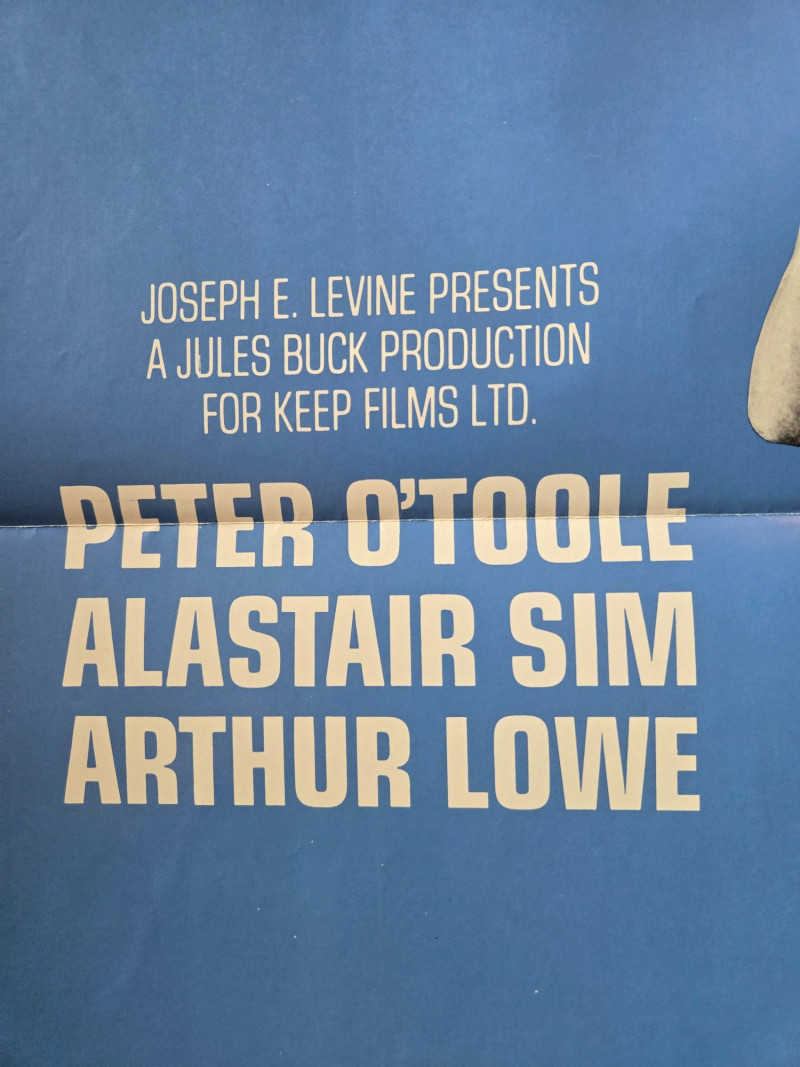 JOSEPH E. LEVINE PRESENTS
A JULES BUCK PRODUCTION
FOR KEEP FILMS LTD.
PETER O'TOOLE
ALASTAIR SIM
ARTHUR LOWE